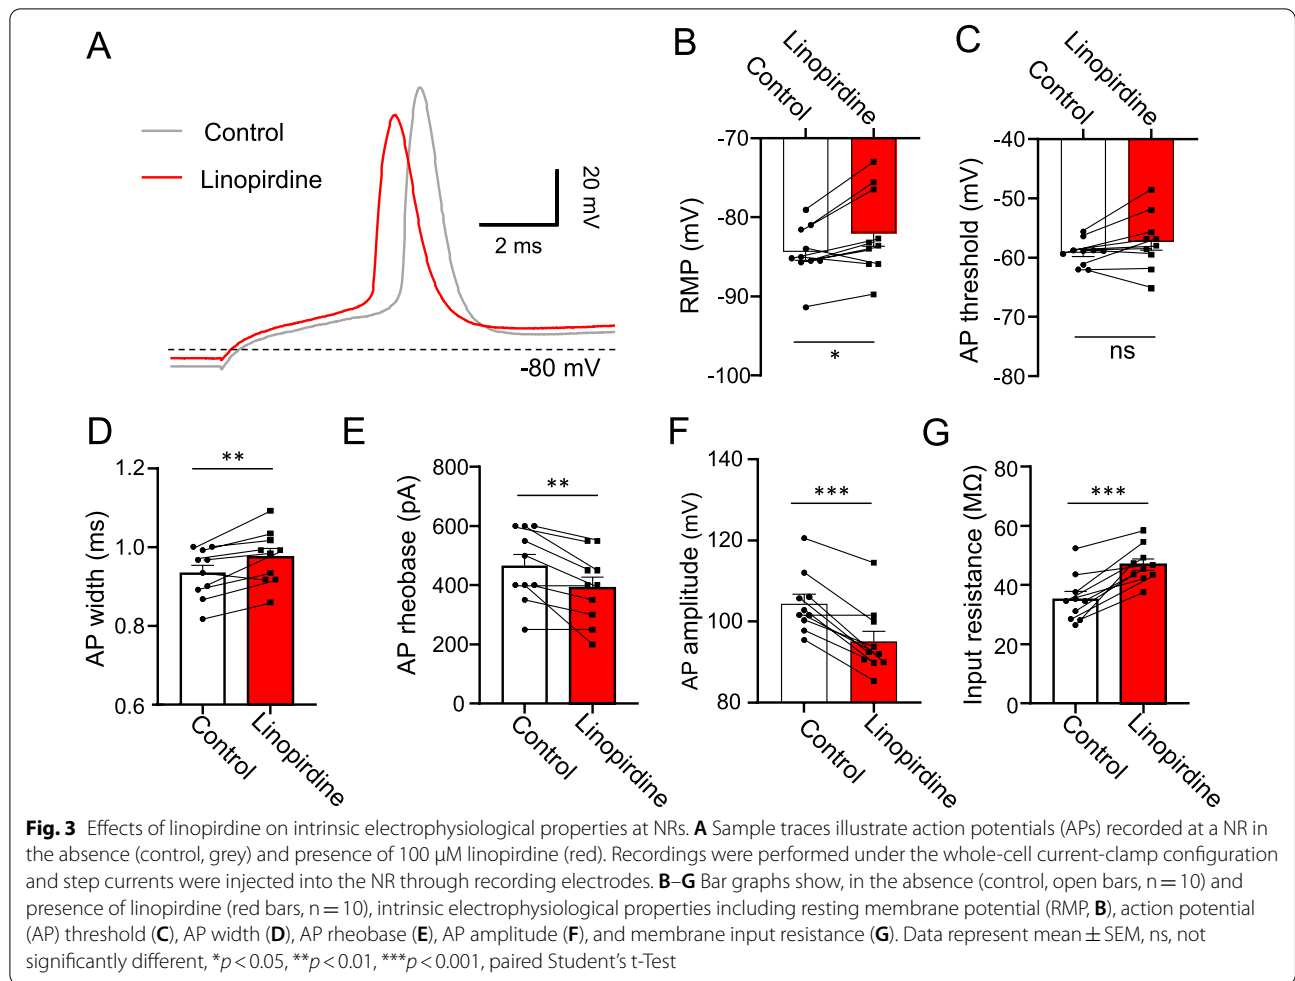 A
Control
Linopirdine
20 mV
2 ms
-80 mV
B
Control
Linopirdine
RMP (mV)
-70
-80
-90
-100
*
C
Control
Linopirdine
AP threshold (mV)
-40
-50
-60
-70
-80
ns
D
AP width (ms)
1.2
1.0
0.8
0.6
**
Control
Linopirdine
E
AP rheobase (pA)
800
600
400
200
0
**
Control
Linopirdine
F
AP amplitude (mV)
140
120
100
80
***
Control
Linopirdine
G
Input resistance (MΩ)
80
60
40
20
0
***
Control
Linopirdine
Fig. 3 Effects of linopirdine on intrinsic electrophysiological properties at NRs. A Sample traces illustrate action potentials (APs) recorded at a NR in
the absence (control, grey) and presence of 100 μM linopirdine (red). Recordings were performed under the whole-cell current-clamp configuration
and step currents were injected into the NR through recording electrodes. B–G Bar graphs show, in the absence (control, open bars, n = 10) and
presence of linopirdine (red bars, n = 10), intrinsic electrophysiological properties including resting membrane potential (RMP, B), action potential
(AP) threshold (C), AP width (D), AP rheobase (E), AP amplitude (F), and membrane input resistance (G). Data represent mean ± SEM, ns, not
significantly different, *p < 0.05, **p < 0.01, ***p < 0.001, paired Student's t-Test